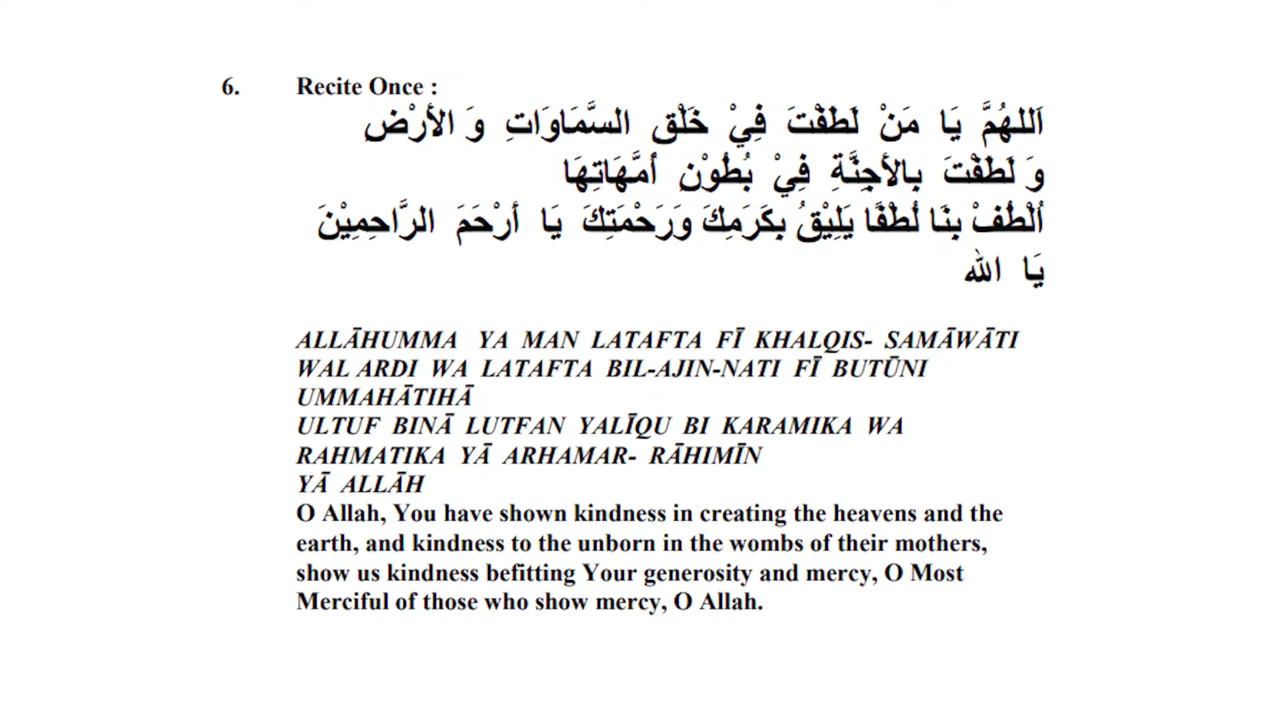 6. Recite Once :
اَللهُمَّ يَا مَنْ لَطَفْتَ فِيْ خَلْقِ السَّمَاوَاتِ وَ الأَرْضِ
وَ لَطَفْتَ بِالأَجِنَّةِ فِيْ بُطُوْنِ أُمَّهَاتِهَا
اُلْطُفْ بِنَا لُطْفًا يَلِيْقُ بِكَرَمِكَ وَرَحْمَتِكَ يَا أَرْحَمَ الرَّاحِمِيْنَ
يَا الله
ALLĀHUMMA YA MAN LATAFTA FĪ KHALQIS- SAMĀWĀTI
WAL ARDI WA LATAFTA BIL-AJIN-NATI FĪ BUTŪNI
UMMAHĀTIHĀ
ULTUF BINĀ LUTFAN YALĪQU BI KARAMIKA WA
RAHMATIKA YĀ ARHAMAR- RĀHIMĪN
YĀ ALLĀH
O Allah, You have shown kindness in creating the heavens and the
earth, and kindness to the unborn in the wombs of their mothers,
show us kindness befitting Your generosity and mercy, O Most
Merciful of those who show mercy, O Allah.